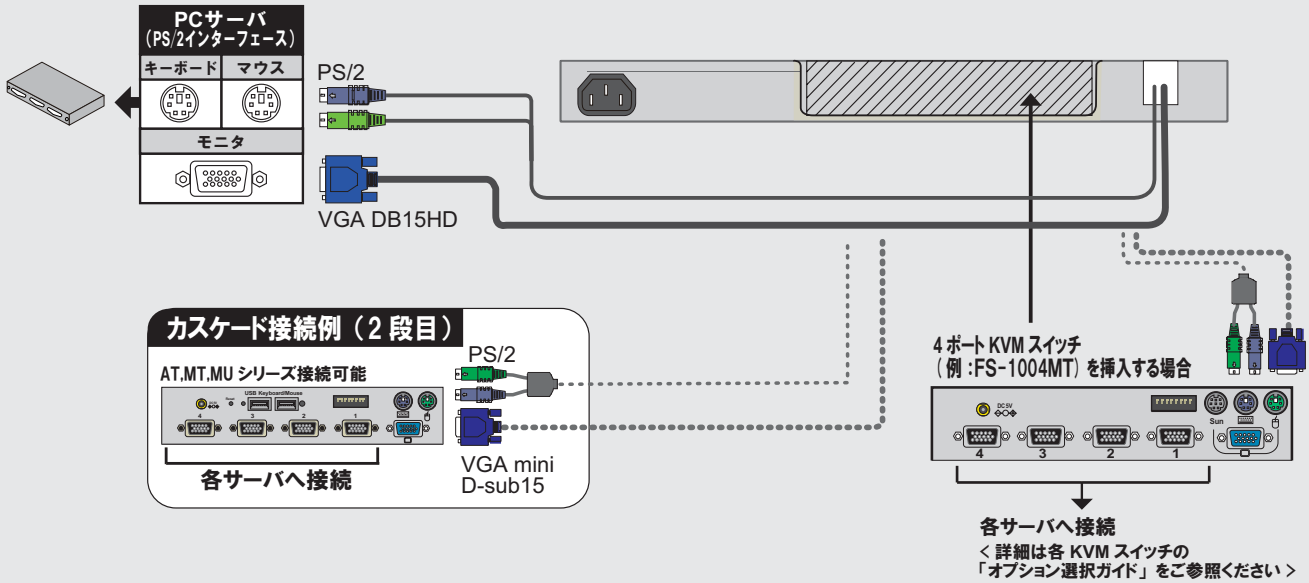 PCサーバ
（PS/2インターフェース）
キーボード
マウス
モニタ
PS/2
VGA DB15HD
カスケード接続例（2段目）
AT,MT,MU シリーズ接続可能
USB Keyboard/Mouse
4
3
2
1
各サーバへ接続
PS/2
VGA mini
D-sub15
4 ポート KVM スイッチ
（例：FS-1004MT）を挿入する場合
DC5V
Sun
4
3
2
1
各サーバへ接続
< 詳細は各 KVM スイッチの
「オプション選択ガイド」をご参照ください >